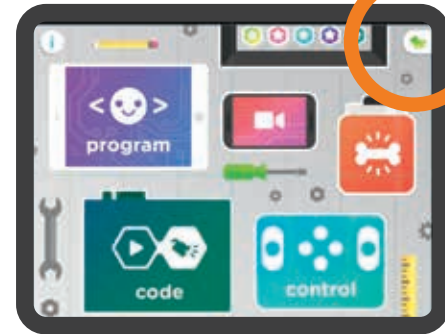 i
< >
program
code
control